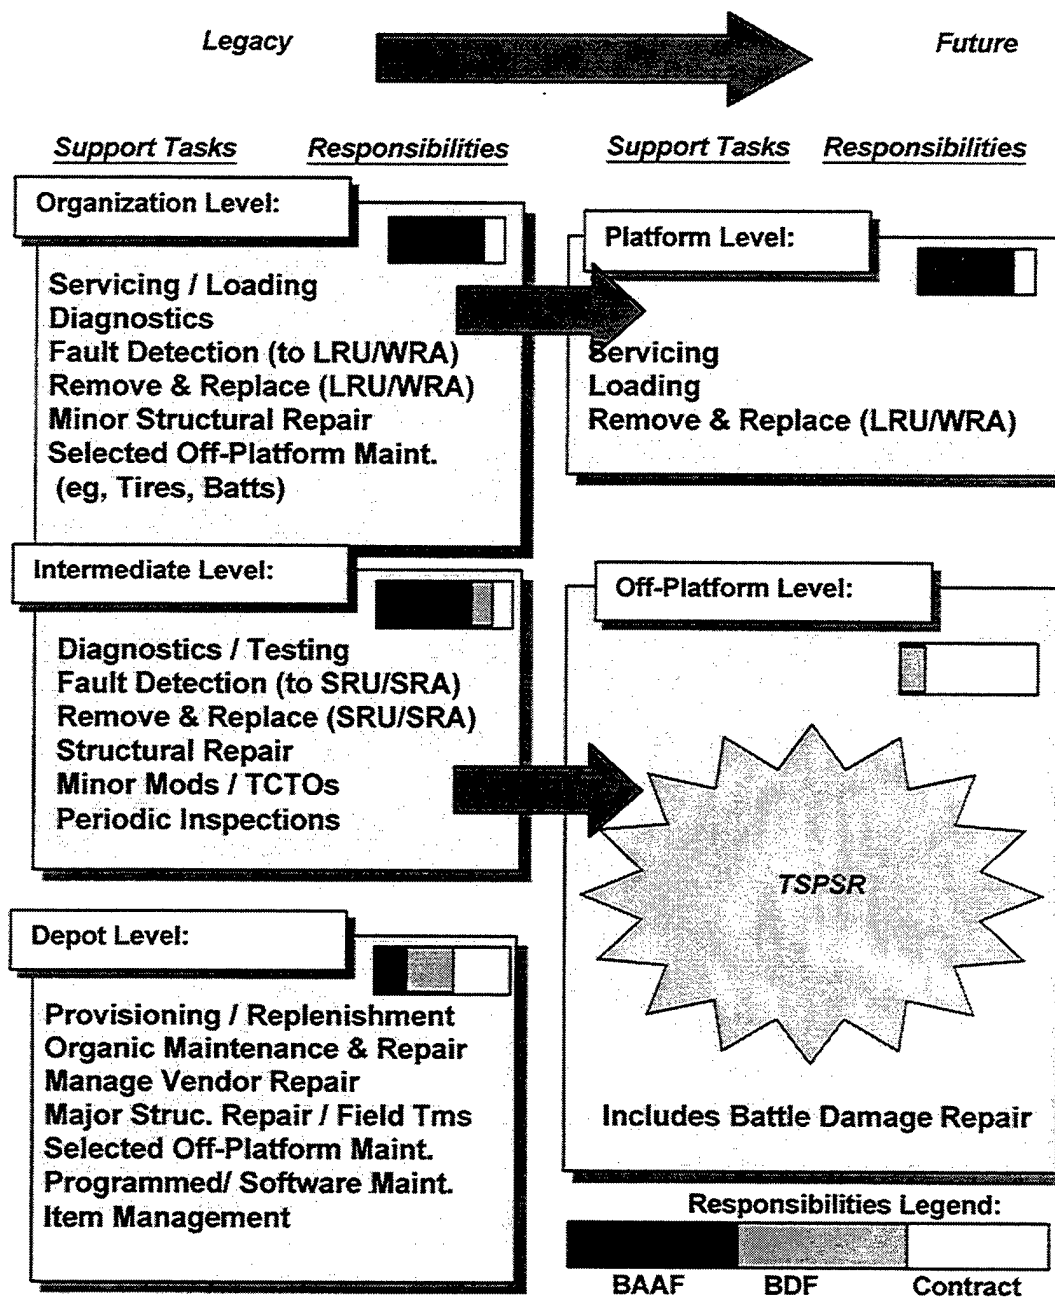 Legacy
Future
Support Tasks
Responsibilities
Support Tasks
Responsibilities
Organization Level:
Servicing / Loading
Diagnostics
Fault Detection (to LRU/WRA)
Remove & Replace (LRU/WRA)
Minor Structural Repair
Selected Off-Platform Maint.
(eg, Tires, Batts)
Platform Level:
Servicing
Loading
Remove & Replace (LRU/WRA)
Intermediate Level:
Diagnostics / Testing
Fault Detection (to SRU/SRA)
Remove & Replace (SRU/SRA)
Structural Repair
Minor Mods / TCTOs
Periodic Inspections
Off-Platform Level:
TSPSR
Includes Battle Damage Repair
Depot Level:
Provisioning / Replenishment
Organic Maintenance & Repair
Manage Vendor Repair
Major Struc. Repair / Field Tms
Selected Off-Platform Maint.
Programmed/ Software Maint.
Item Management
Responsibilities Legend:
BAAF
BDF
Contract